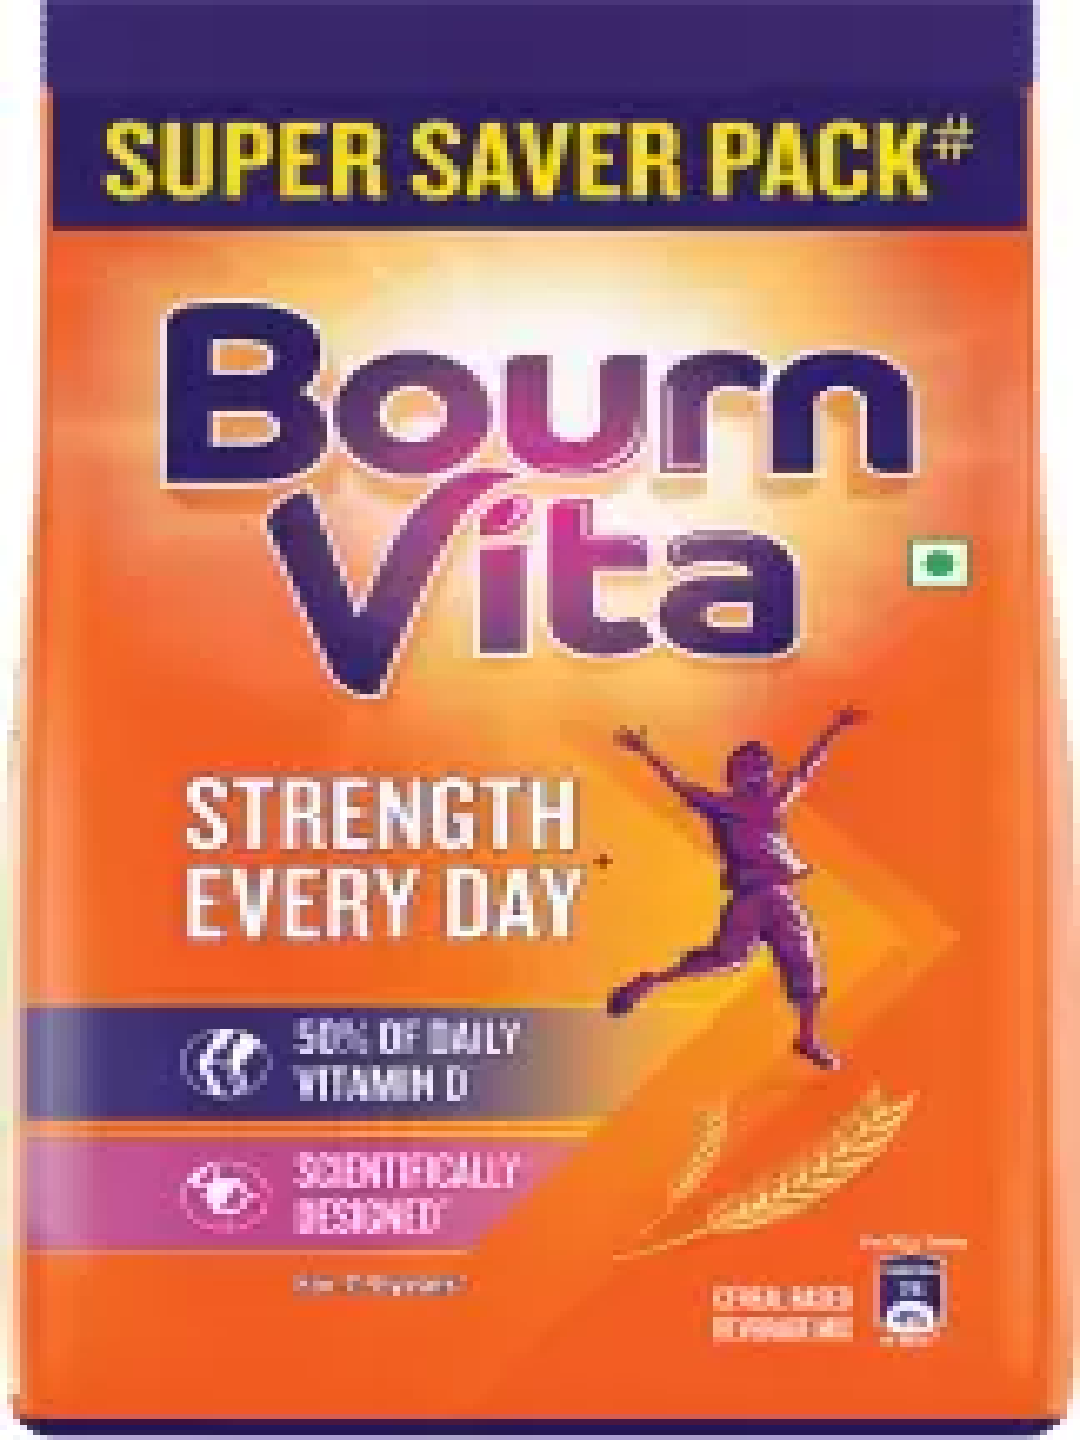 SUPER SAVER PACK#
Bourn
Vita
STRENGTH
EVERY DAY
50% OF DAILY
VITAMIN D
SCIENTIFICALLY
DESIGNED
CEREAL BASED
BEVERAGE MIX